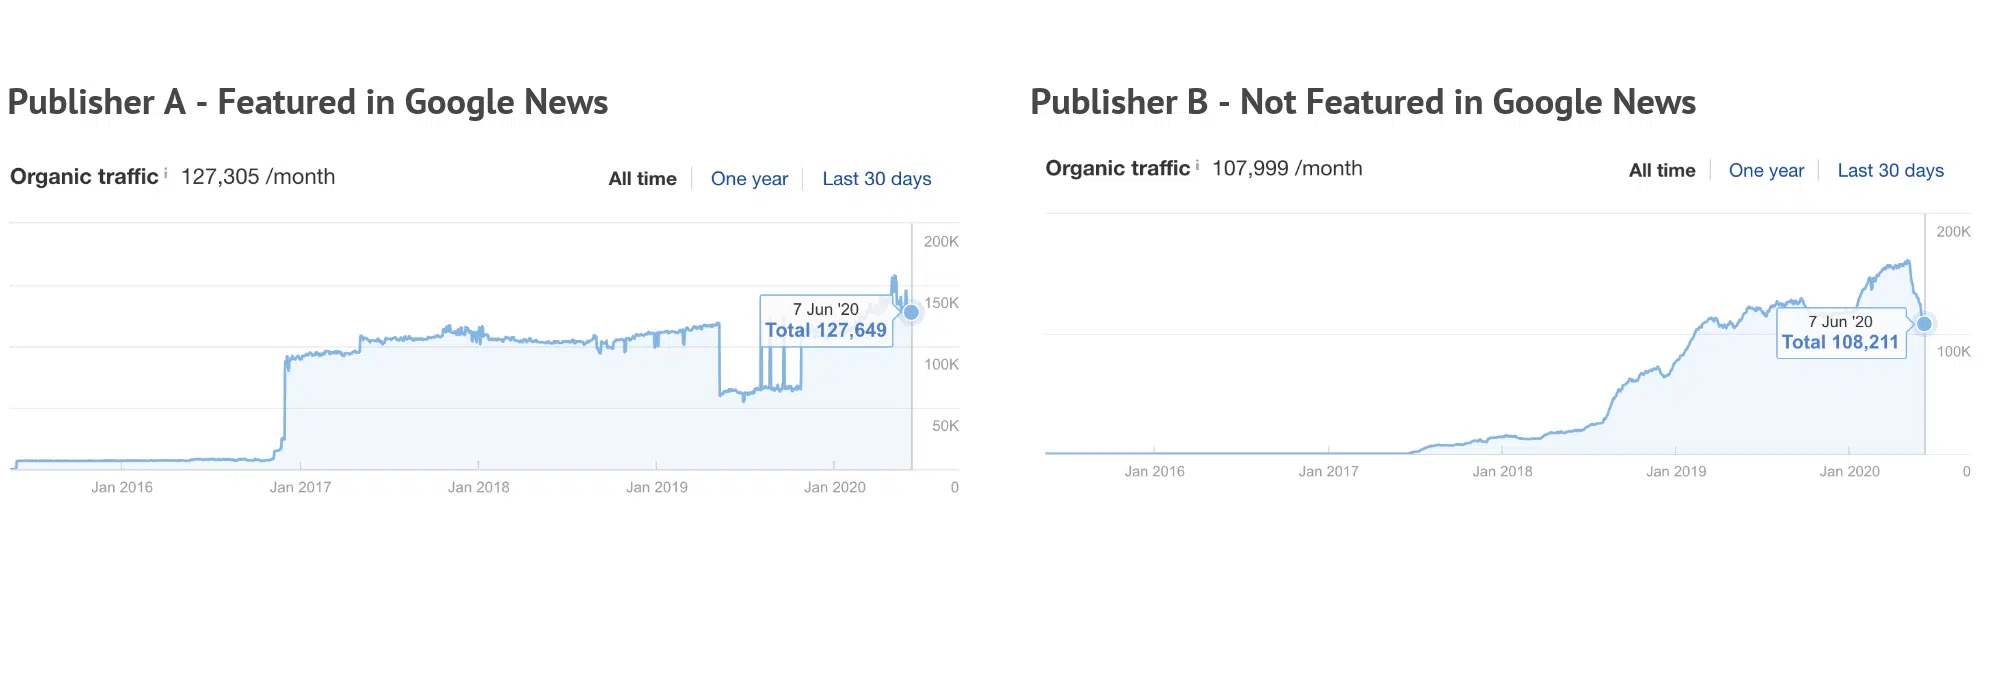 Publisher A - Featured in Google News
Organic traffic i 127,305 /month
All time One year Last 30 days
200K
150K
100K
50K
0
7 Jun '20
Total 127,649
Jan 2016 Jan 2017 Jan 2018 Jan 2019 Jan 2020
Publisher B - Not Featured in Google News
Organic traffic i 107,999 /month
All time One year Last 30 days
200K
100K
0
7 Jun '20
Total 108,211
Jan 2016 Jan 2017 Jan 2018 Jan 2019 Jan 2020